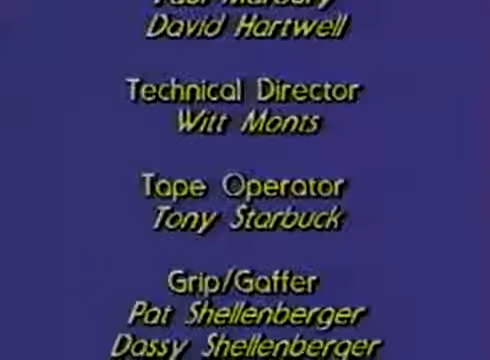 David Hartwell
Technical Director
Witt Monts
Tape Operator
Tony Starbuck
Grip/Gaffer
Pat Shellenberger
Dassy Shellenberger